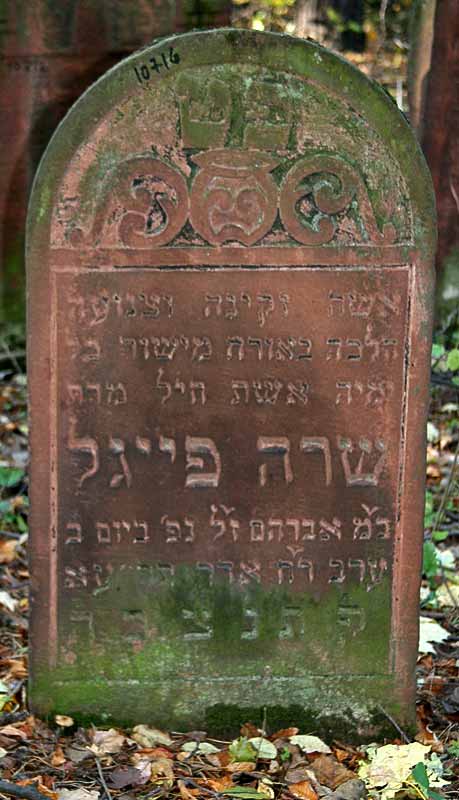 10716
פ״נ
אשה זקינה וצנועה
הלכה באורח מישור כל
ימיה אשת חיל מרת
שרה פייגל
ב״מ אברהם ז״ל נפ׳ ביום ב
ערב ר״ח אדר
ל ת נ צ ב ה